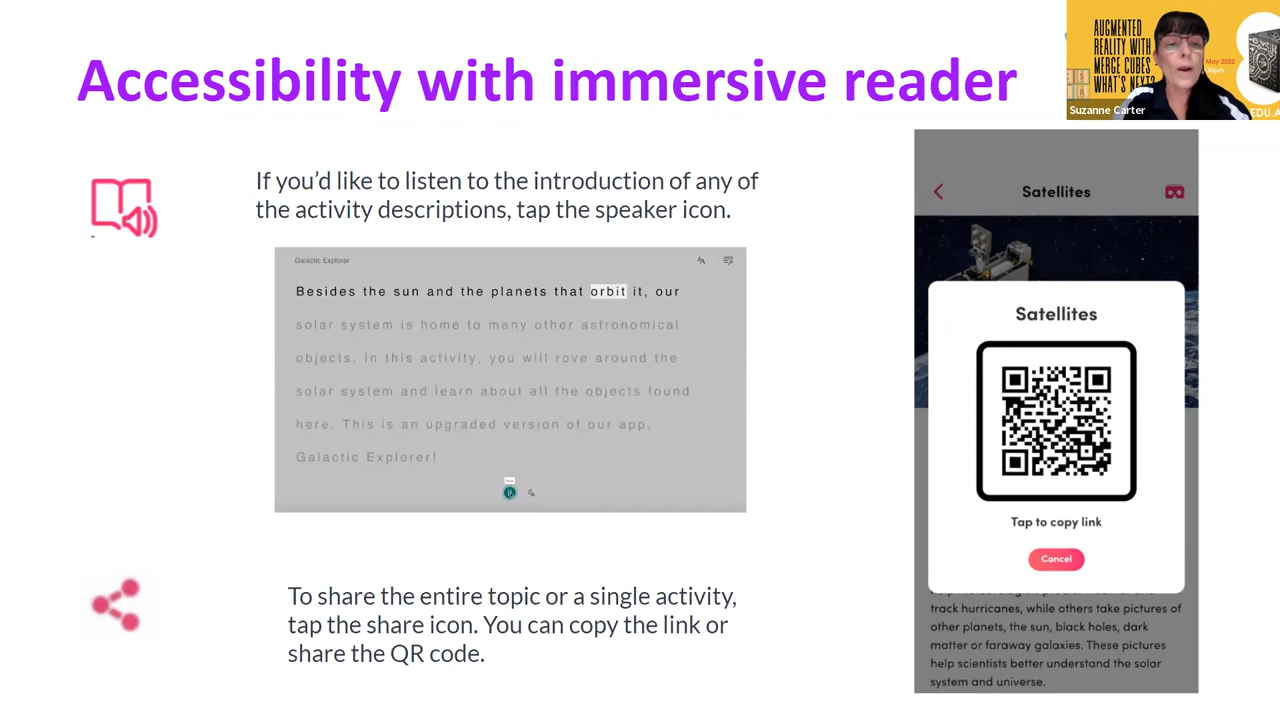 Accessibility with immersive reader
AUGMENTED
REALITY WITH
MERGE CUBES
WHAT'S NEXT?
May 2022
Suzanne Carter
EDU.A
If you'd like to listen to the introduction of any of
the activity descriptions, tap the speaker icon.
Galactic Explorer
Besides the sun and the planets that orbit it, our
solar system is home to many other astronomical
objects. In this activity, you will rove around the
solar system and learn about all the objects found
here. This is an upgraded version of our app,
Galactic Explorer!
To share the entire topic or a single activity,
tap the share icon. You can copy the link or
share the QR code.
Satellites
Satellites
Tap to copy link
Cancel
track hurricanes, while others take pictures of
other planets, the sun, black holes, dark
matter or faraway galaxies. These pictures
help scientists better understand the solar
system and universe.